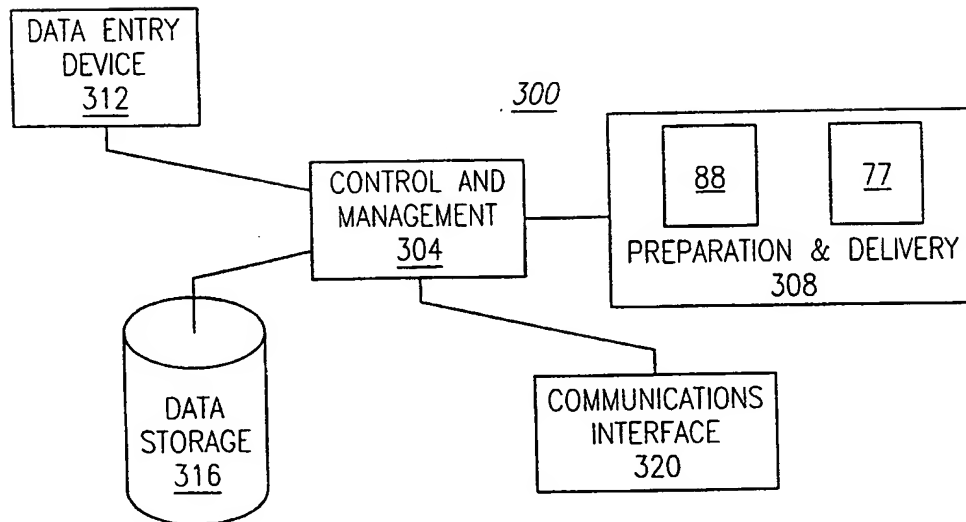 DATA ENTRY
DEVICE
312
300
88
77
PREPARATION & DELIVERY
308
CONTROL AND
MANAGEMENT
304
DATA
STORAGE
316
COMMUNICATIONS
INTERFACE
320